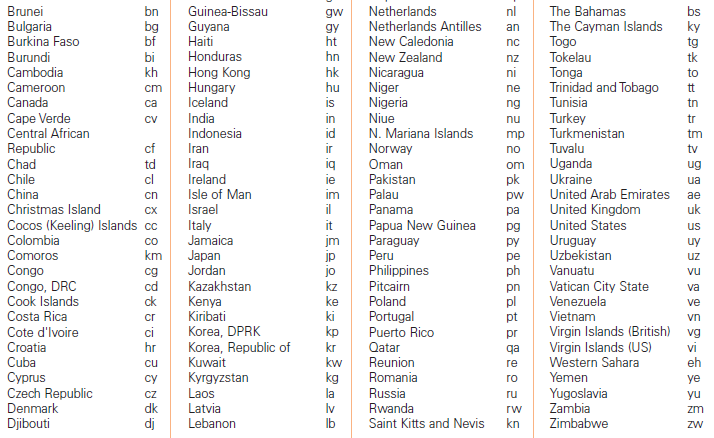 Brunei bn
Bulgaria bg
Burkina Faso bf
Burundi bi
Cambodia kh
Cameroon cm
Canada ca
Cape Verde cv
Central African
Republic cf
Chad td
Chile cl
China cn
Christmas Island cx
Cocos (Keeling) Islands cc
Colombia co
Comoros km
Congo cg
Congo, DRC cd
Cook Islands ck
Costa Rica cr
Cote d'Ivoire ci
Croatia hr
Cuba cu
Cyprus cy
Czech Republic cz
Denmark dk
Djibouti dj
Guinea-Bissau gw
Guyana gy
Haiti ht
Honduras hn
Hong Kong hk
Hungary hu
Iceland is
India in
Indonesia id
Iran ir
Iraq iq
Ireland ie
Isle of Man im
Israel il
Italy it
Jamaica jm
Japan jp
Jordan jo
Kazakhstan kz
Kenya ke
Kiribati ki
Korea, DPRK kp
Korea, Republic of kr
Kuwait kw
Kyrgyzstan kg
Laos la
Latvia lv
Lebanon lb
Netherlands nl
Netherlands Antilles an
New Caledonia nc
New Zealand nz
Nicaragua ni
Niger ne
Nigeria ng
Niue nu
N. Mariana Islands mp
Norway no
Oman om
Pakistan pk
Palau pw
Panama pa
Papua New Guinea pg
Paraguay py
Peru pe
Philippines ph
Pitcairn pn
Poland pl
Portugal pt
Puerto Rico pr
Qatar qa
Reunion re
Romania ro
Russia ru
Rwanda rw
Saint Kitts and Nevis kn
The Bahamas bs
The Cayman Islands ky
Togo tg
Tokelau tk
Tonga to
Trinidad and Tobago tt
Tunisia tn
Turkey tr
Turkmenistan tm
Tuvalu tv
Uganda ug
Ukraine ua
United Arab Emirates ae
United Kingdom uk
United States us
Uruguay uy
Uzbekistan uz
Vanuatu vu
Vatican City State va
Venezuela ve
Vietnam vn
Virgin Islands (British) vg
Virgin Islands (US) vi
Western Sahara eh
Yemen ye
Yugoslavia yu
Zambia zm
Zimbabwe zw